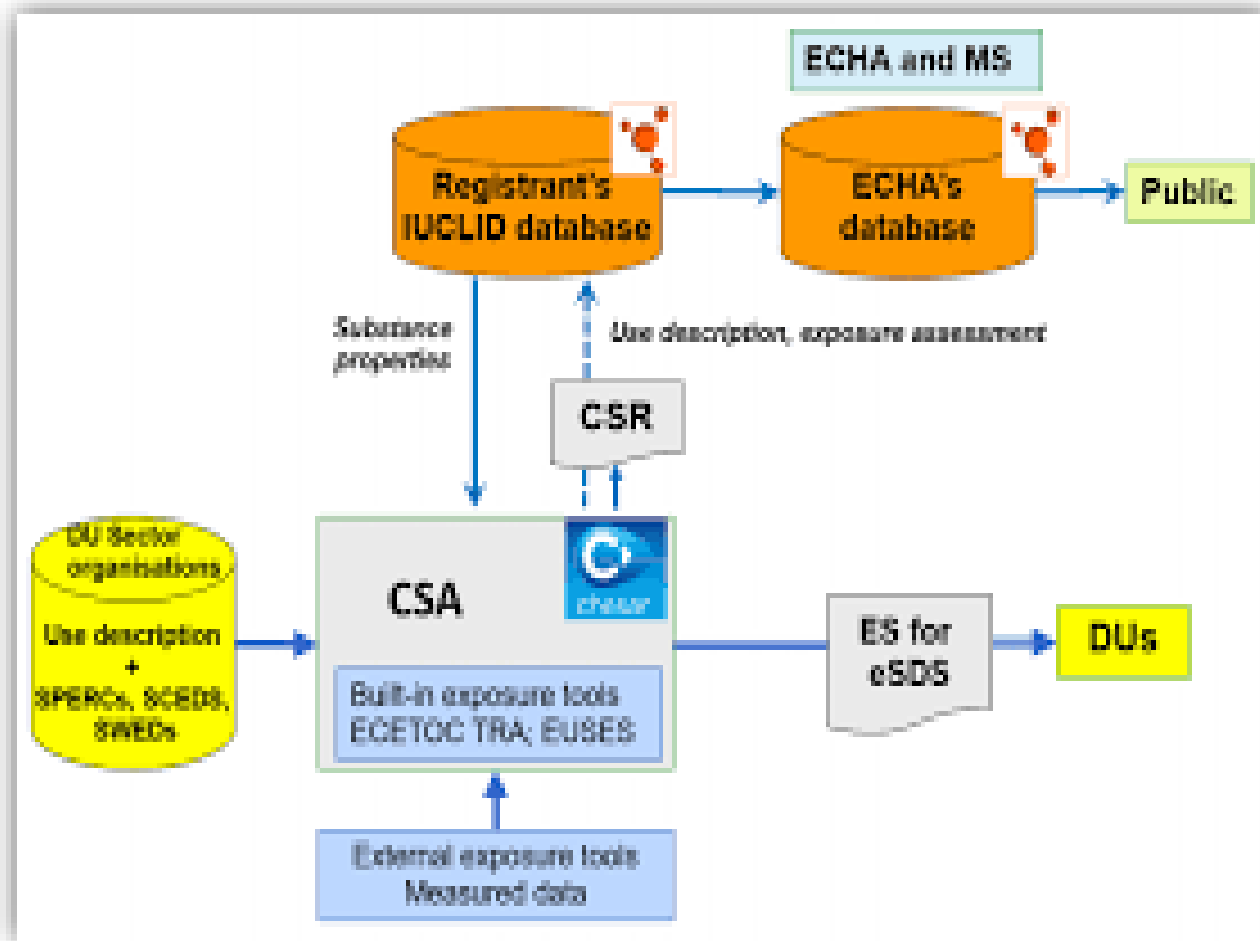 ECHA and MS
Registrant's
IUCLID database
ECHA's
database
Public
Substance
properties
Use description, exposure assessment
CSR
DU Sector
organisations
Use description
+
SPERCs, SCEDS,
SWEDs
CSA
chesar
Built-in exposure tools
ECETOC TRA; EUSES
ES for
eSDS
DUs
External exposure tools
Measured data